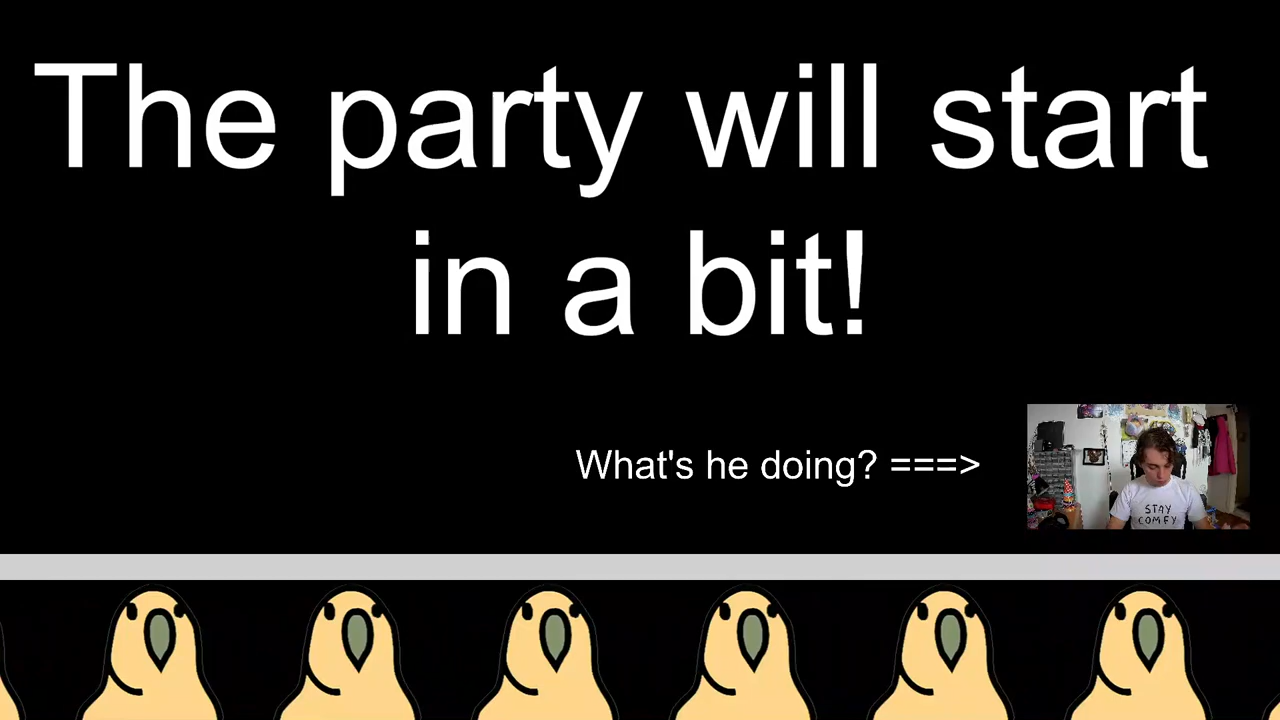 The party will start
in a bit!
What's he doing? ===>
STAY
COMFY